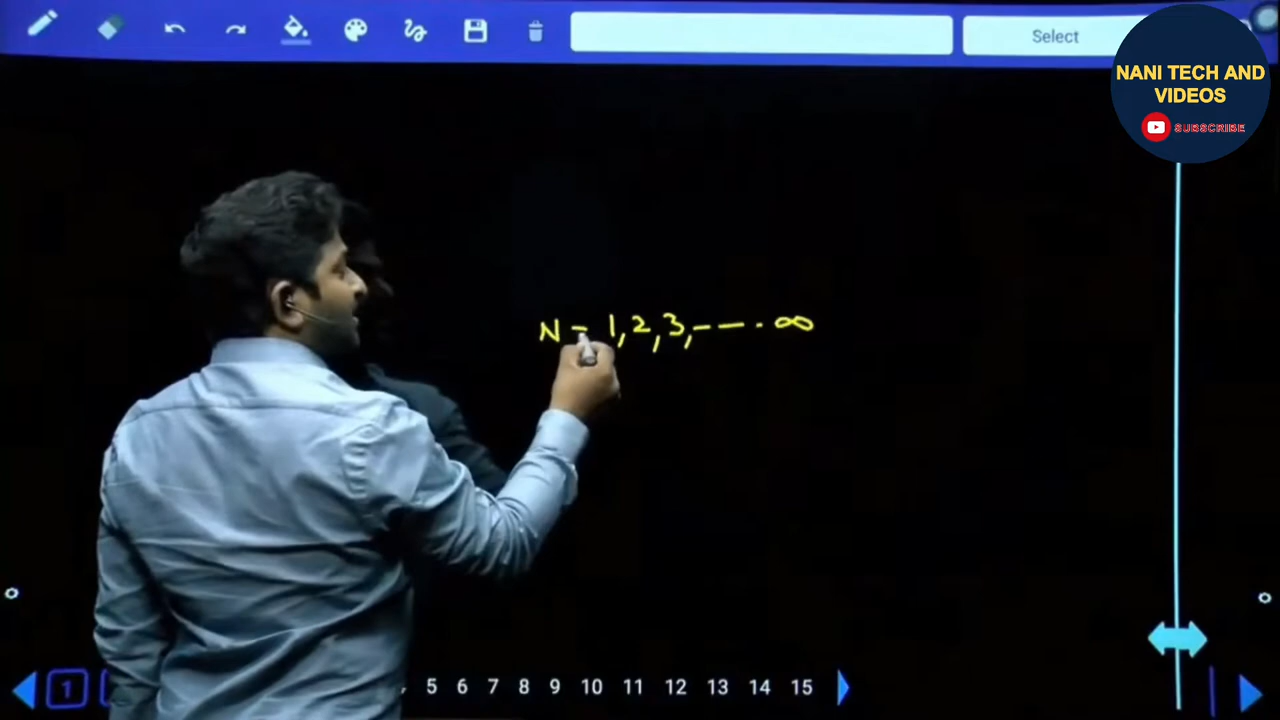 Select
NANI TECH AND
VIDEOS
SUBSCRIBE
N = 1, 2, 3, - - - . ∞
1
5 6 7 8 9 10 11 12 13 14 15